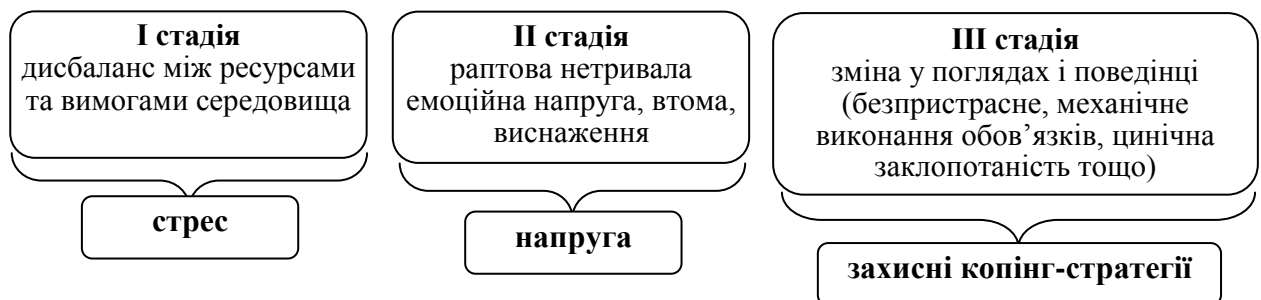 І стадія
дисбаланс між ресурсами
та вимогами середовища
стрес
ІІ стадія
раптова нетривала
емоційна напруга, втома,
виснаження
напруга
ІІІ стадія
зміна у поглядах і поведінці
(безпристрасне, механічне
виконання обов’язків, цинічна
заклопотаність тощо)
захисні копінг-стратегії